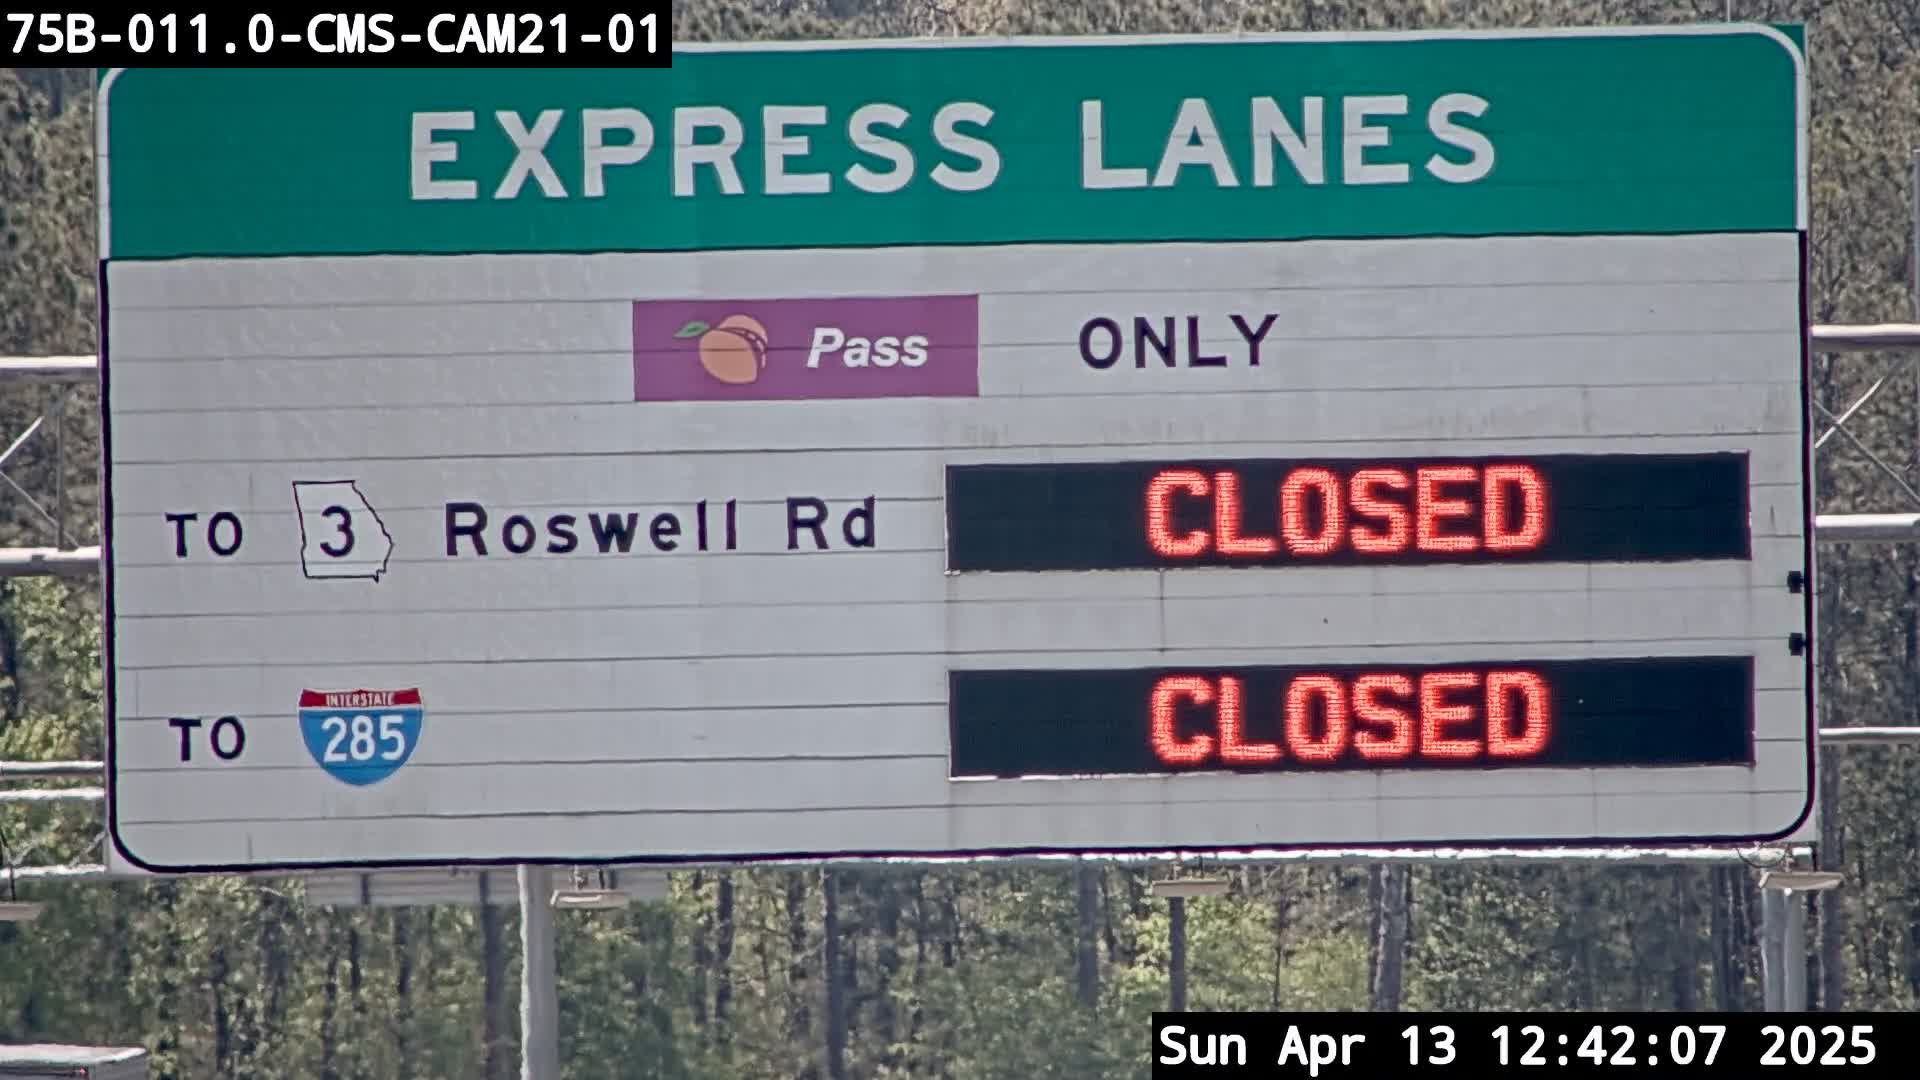 75B-011.0-CMS-CAM21-01
EXPRESS LANES
Pass ONLY
TO 3 Roswell Rd CLOSED
INTERSTATE
TO 285 CLOSED
Sun Apr 13 12:42:07 2025